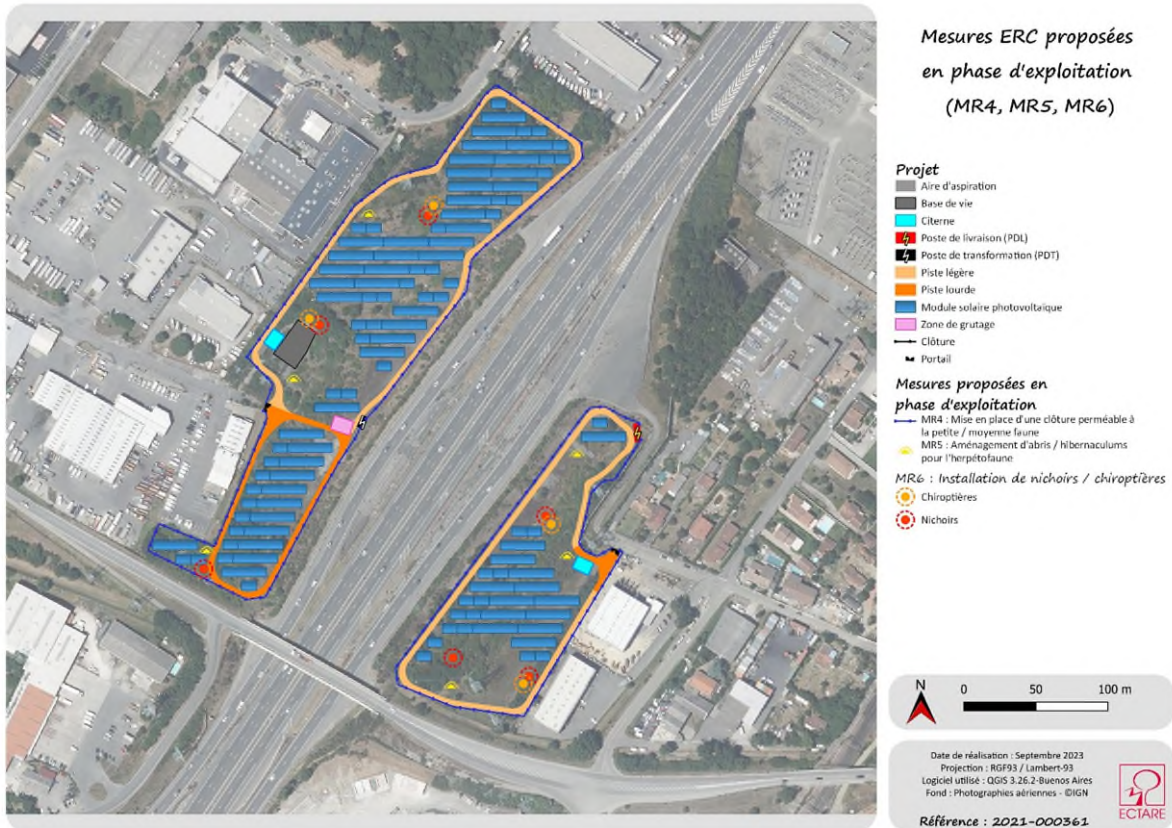 Mesures ERC proposées
en phase d'exploitation
(MR4, MR5, MR6)
Projet
Aire d'aspiration
Base de vie
Citerne
Poste de livraison (PDL)
Poste de transformation (PDT)
Piste légère
Piste lourde
Module solaire photovoltaïque
Zone de grutage
Clôture
Portail
Mesures proposées en
phase d'exploitation
MR4 : Mise en place d'une clôture perméable à
la petite / moyenne faune
MR5 : Aménagement d'abris / hibernaculums
pour l'herpétofaune
MR6 : Installation de nichoirs / chiroptières
Chiroptières
Nichoirs
N
0 50 100 m
Date de réalisation : Septembre 2023
Projection : RGF93 / Lambert-93
Logiciel utilisé : QGIS 3.26.2-Buenos Aires
Fond : Photographies aériennes - ©IGN
Référence : 2021-000361
ECTARE